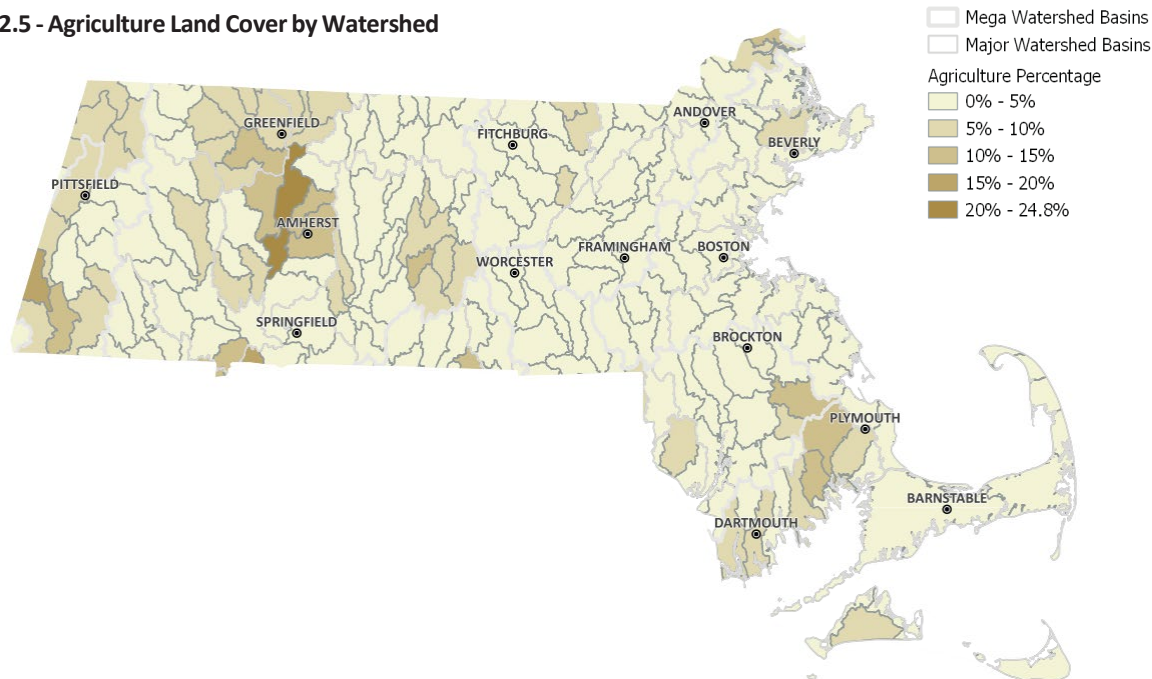 2.5 - Agriculture Land Cover by Watershed
Mega Watershed Basins
Major Watershed Basins
Agriculture Percentage
0% - 5%
5% - 10%
10% - 15%
15% - 20%
20% - 24.8%
GREENFIELD
FITCHBURG
ANDOVER
BEVERLY
PITTSFIELD
AMHERST
WORCESTER
FRAMINGHAM
BOSTON
SPRINGFIELD
BROCKTON
PLYMOUTH
BARNSTABLE
DARTMOUTH